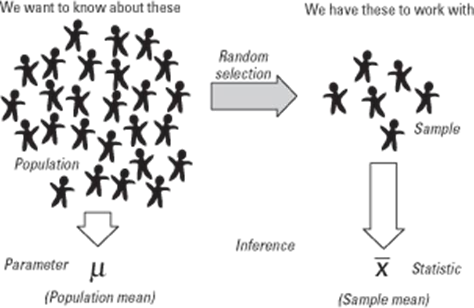 We want to know about these
We have these to work with
Random
selection
Population
Sample
Inference
Parameter μ
x̅ Statistic
(Population mean)
(Sample mean)